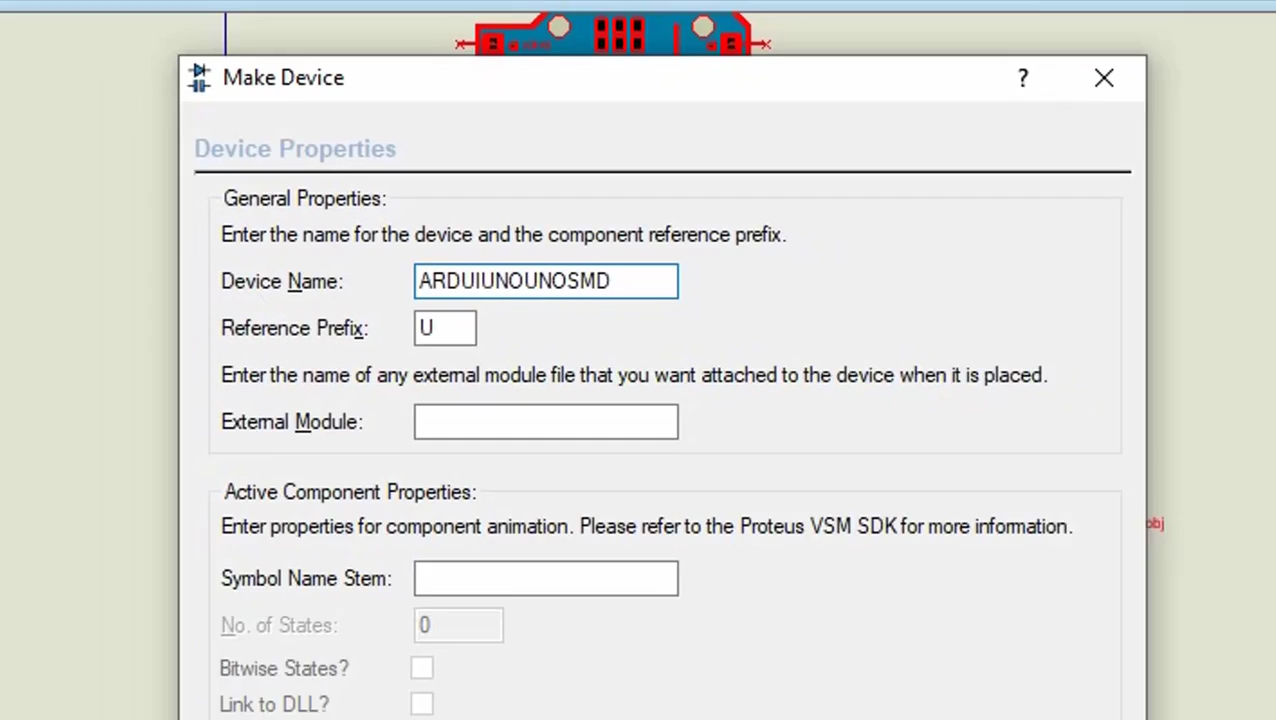 Make Device
?
Device Properties
General Properties:
Enter the name for the device and the component reference prefix.
Device Name: ARDUIUNOUNOSMD
Reference Prefix: U
Enter the name of any external module file that you want attached to the device when it is placed.
External Module:
Active Component Properties:
Enter properties for component animation. Please refer to the Proteus VSM SDK for more information.
obj
Symbol Name Stem:
No. of States: 0
Bitwise States?
Link to DLL?